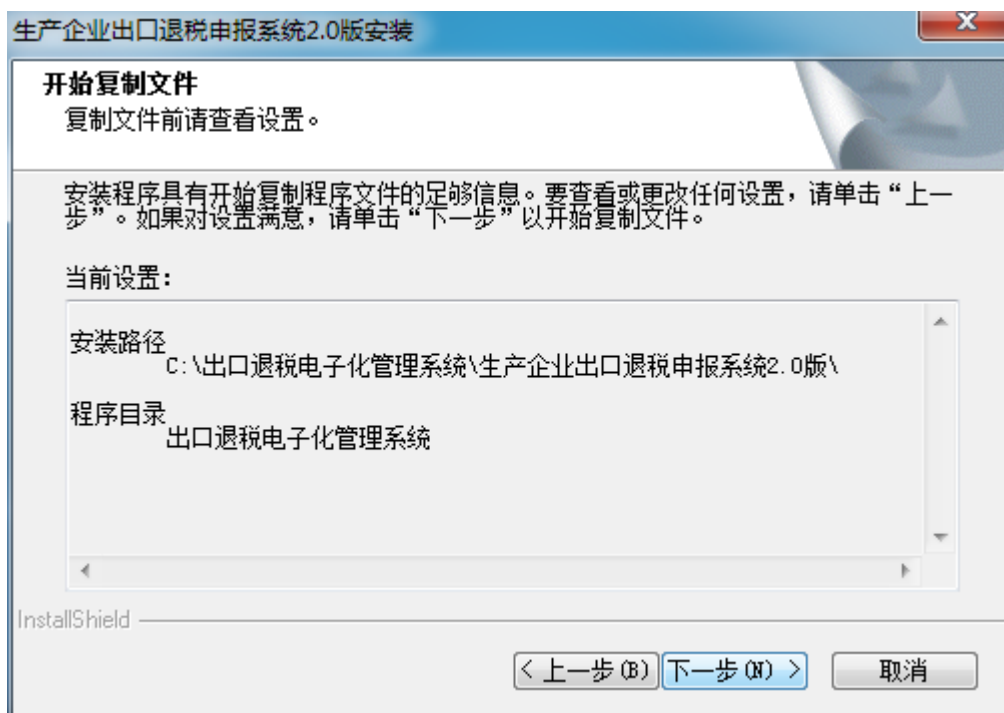 生产企业出口退税申报系统2.0版安装
开始复制文件
复制文件前请查看设置。
安装程序具有开始复制程序文件的足够信息。要查看或更改任何设置，请单击“上一
步”。如果对设置满意，请单击“下一步”以开始复制文件。
当前设置:
安装路径
C:\出口退税电子化管理系统\生产企业出口退税申报系统2.0版\
程序目录
出口退税电子化管理系统
InstallShield
< 上一步(B)
下一步(N) >
取消